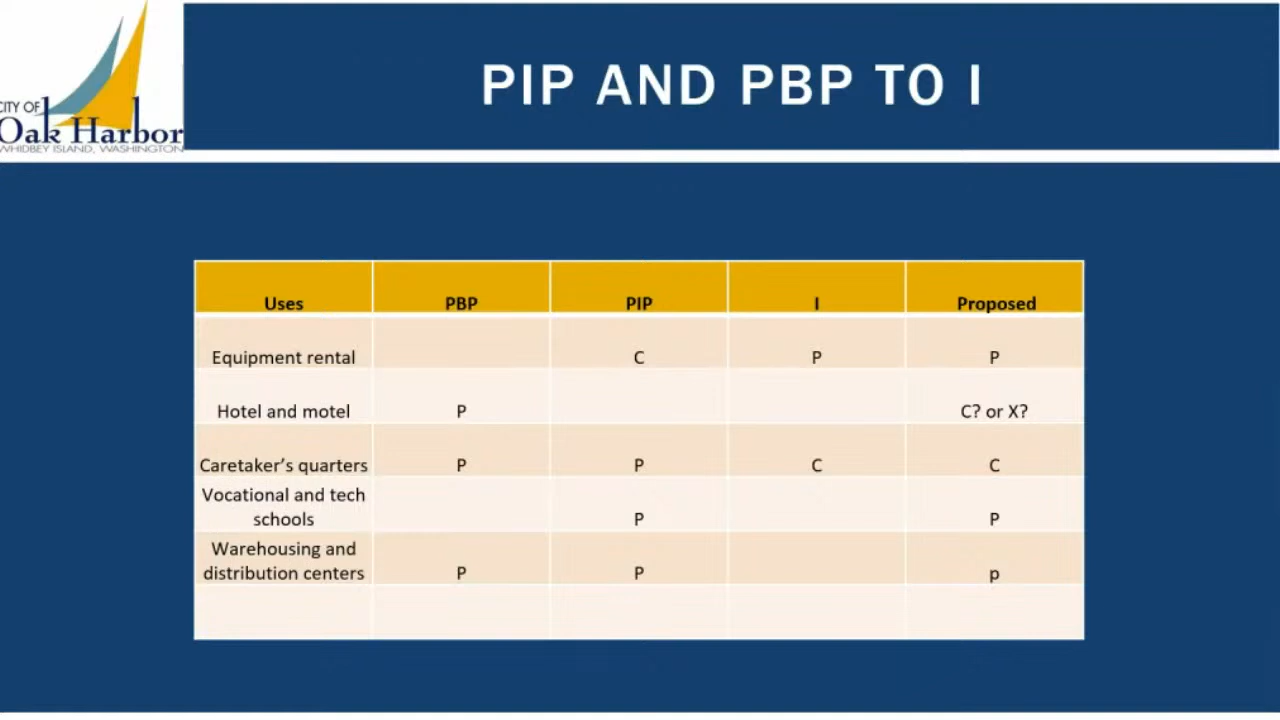 CITY OF
Oak Harbor
WHIDBEY ISLAND, WASHINGTON
PIP AND PBP TO I
Uses PBP PIP I Proposed
Equipment rental C P P
Hotel and motel P C? or X?
Caretaker’s quarters P P C C
Vocational and tech
schools P P
Warehousing and
distribution centers P P p